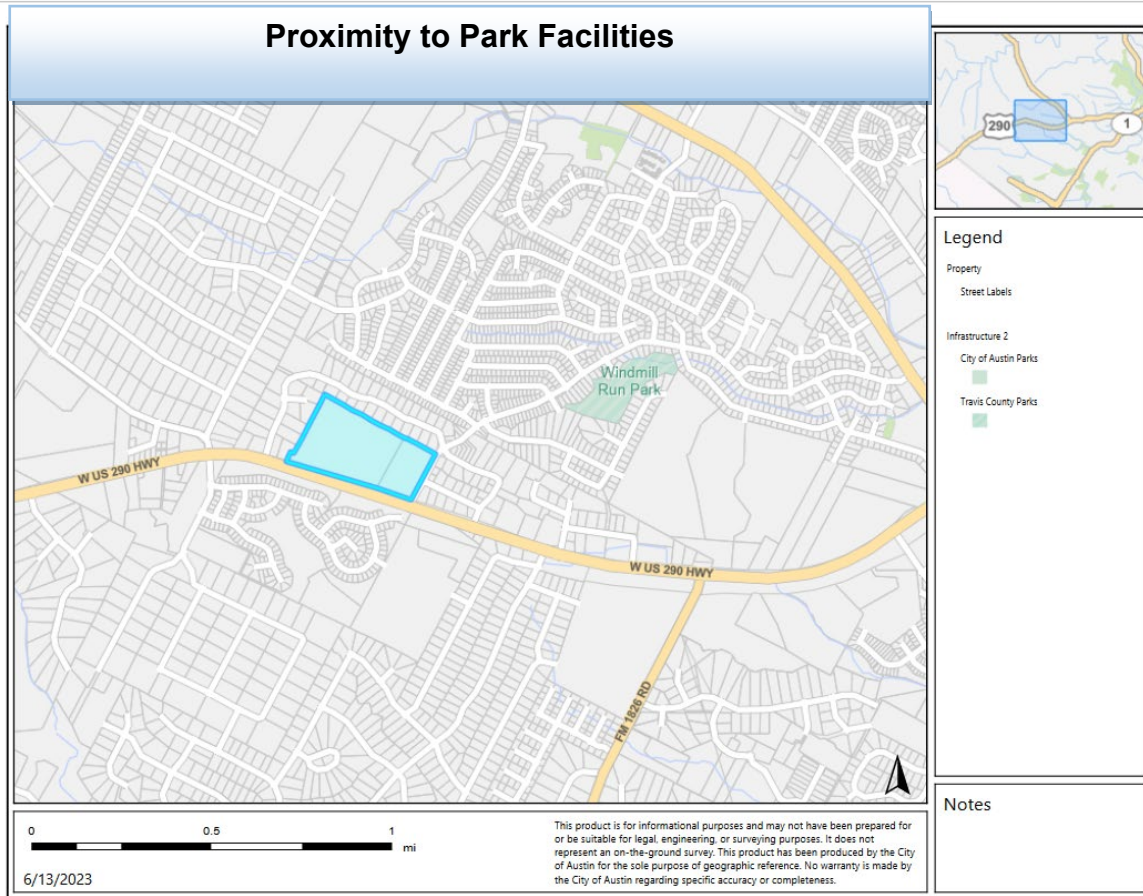 Proximity to Park Facilities
290
1
Windmill
Run Park
W US 290 HWY
W US 290 HWY
FM 1826 RD
Legend
Property
Street Labels
Infrastructure 2
City of Austin Parks
Travis County Parks
Notes
0 0.5 1
mi
6/13/2023
This product is for informational purposes and may not have been prepared for
or be suitable for legal, engineering, or surveying purposes. It does not
represent an on-the-ground survey. This product has been produced by the City
of Austin for the sole purpose of geographic reference. No warranty is made by
the City of Austin regarding specific accuracy or completeness.